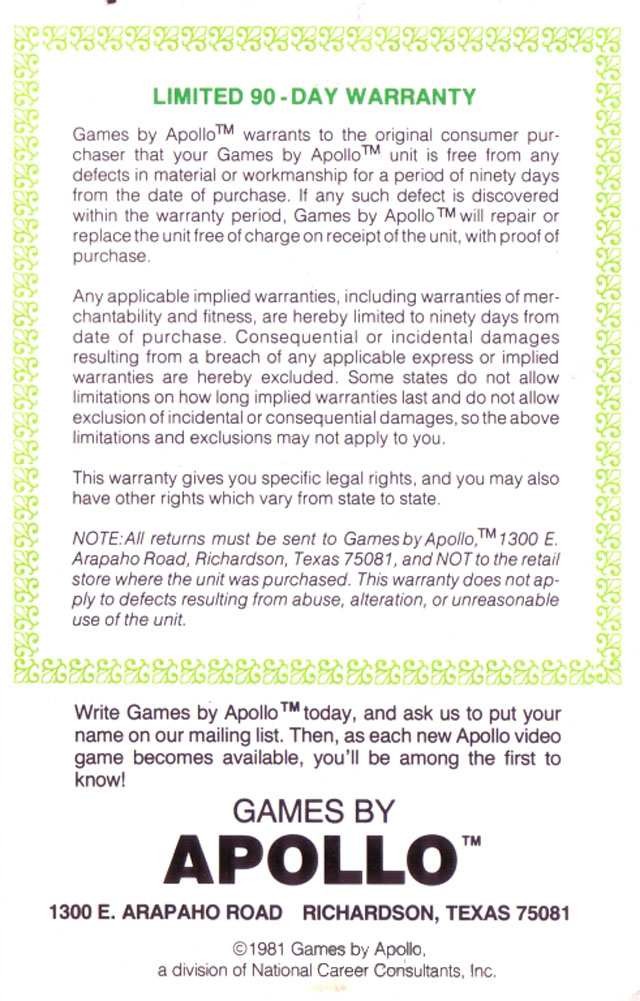 LIMITED 90-DAY WARRANTY
Games by Apollo™ warrants to the original consumer pur-
chaser that your Games by Apollo™ unit is free from any
defects in material or workmanship for a period of ninety days
from the date of purchase. If any such defect is discovered
within the warranty period, Games by Apollo™ will repair or
replace the unit free of charge on receipt of the unit, with proof of
purchase.
Any applicable implied warranties, including warranties of mer-
chantability and fitness, are hereby limited to ninety days from
date of purchase. Consequential or incidental damages
resulting from a breach of any applicable express or implied
warranties are hereby excluded. Some states do not allow
limitations on how long implied warranties last and do not allow
exclusion of incidental or consequential damages, so the above
limitations and exclusions may not apply to you.
This warranty gives you specific legal rights, and you may also
have other rights which vary from state to state.
NOTE: All returns must be sent to Games by Apollo,™ 1300 E.
Arapaho Road, Richardson, Texas 75081, and NOT to the retail
store where the unit was purchased. This warranty does not ap-
ply to defects resulting from abuse, alteration, or unreasonable
use of the unit.
Write Games by Apollo™ today, and ask us to put your
name on our mailing list. Then, as each new Apollo video
game becomes available, you'll be among the first to
know!
GAMES BY
APOLLO™
1300 E. ARAPAHO ROAD RICHARDSON, TEXAS 75081
©1981 Games by Apollo,
a division of National Career Consultants, Inc.